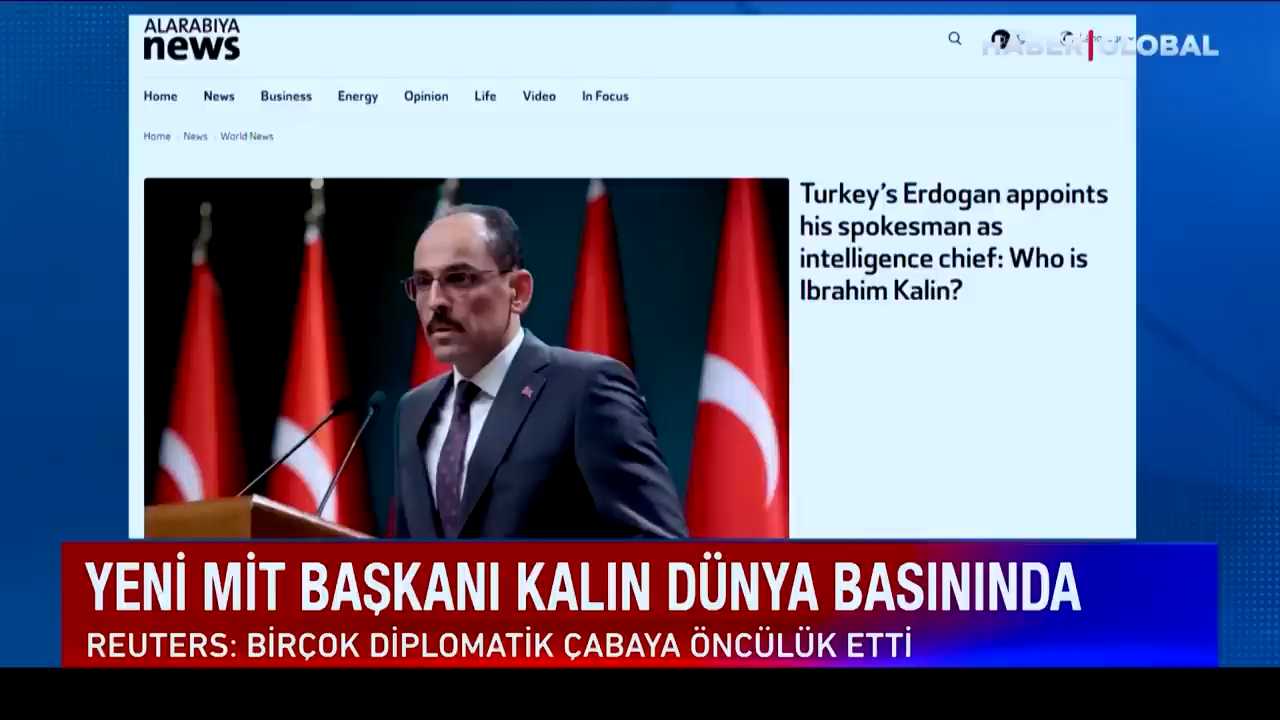 ALARABIYA
news
HABER GLOBAL
Home News Business Energy Opinion Life Video In Focus
Home News World News
Turkey's Erdogan appoints
his spokesman as
intelligence chief: Who is
Ibrahim Kalin?
YENİ MİT BAŞKANI KALIN DÜNYA BASININDA
REUTERS: BİRÇOK DİPLOMATİK ÇABAYA ÖNCÜLÜK ETTİ